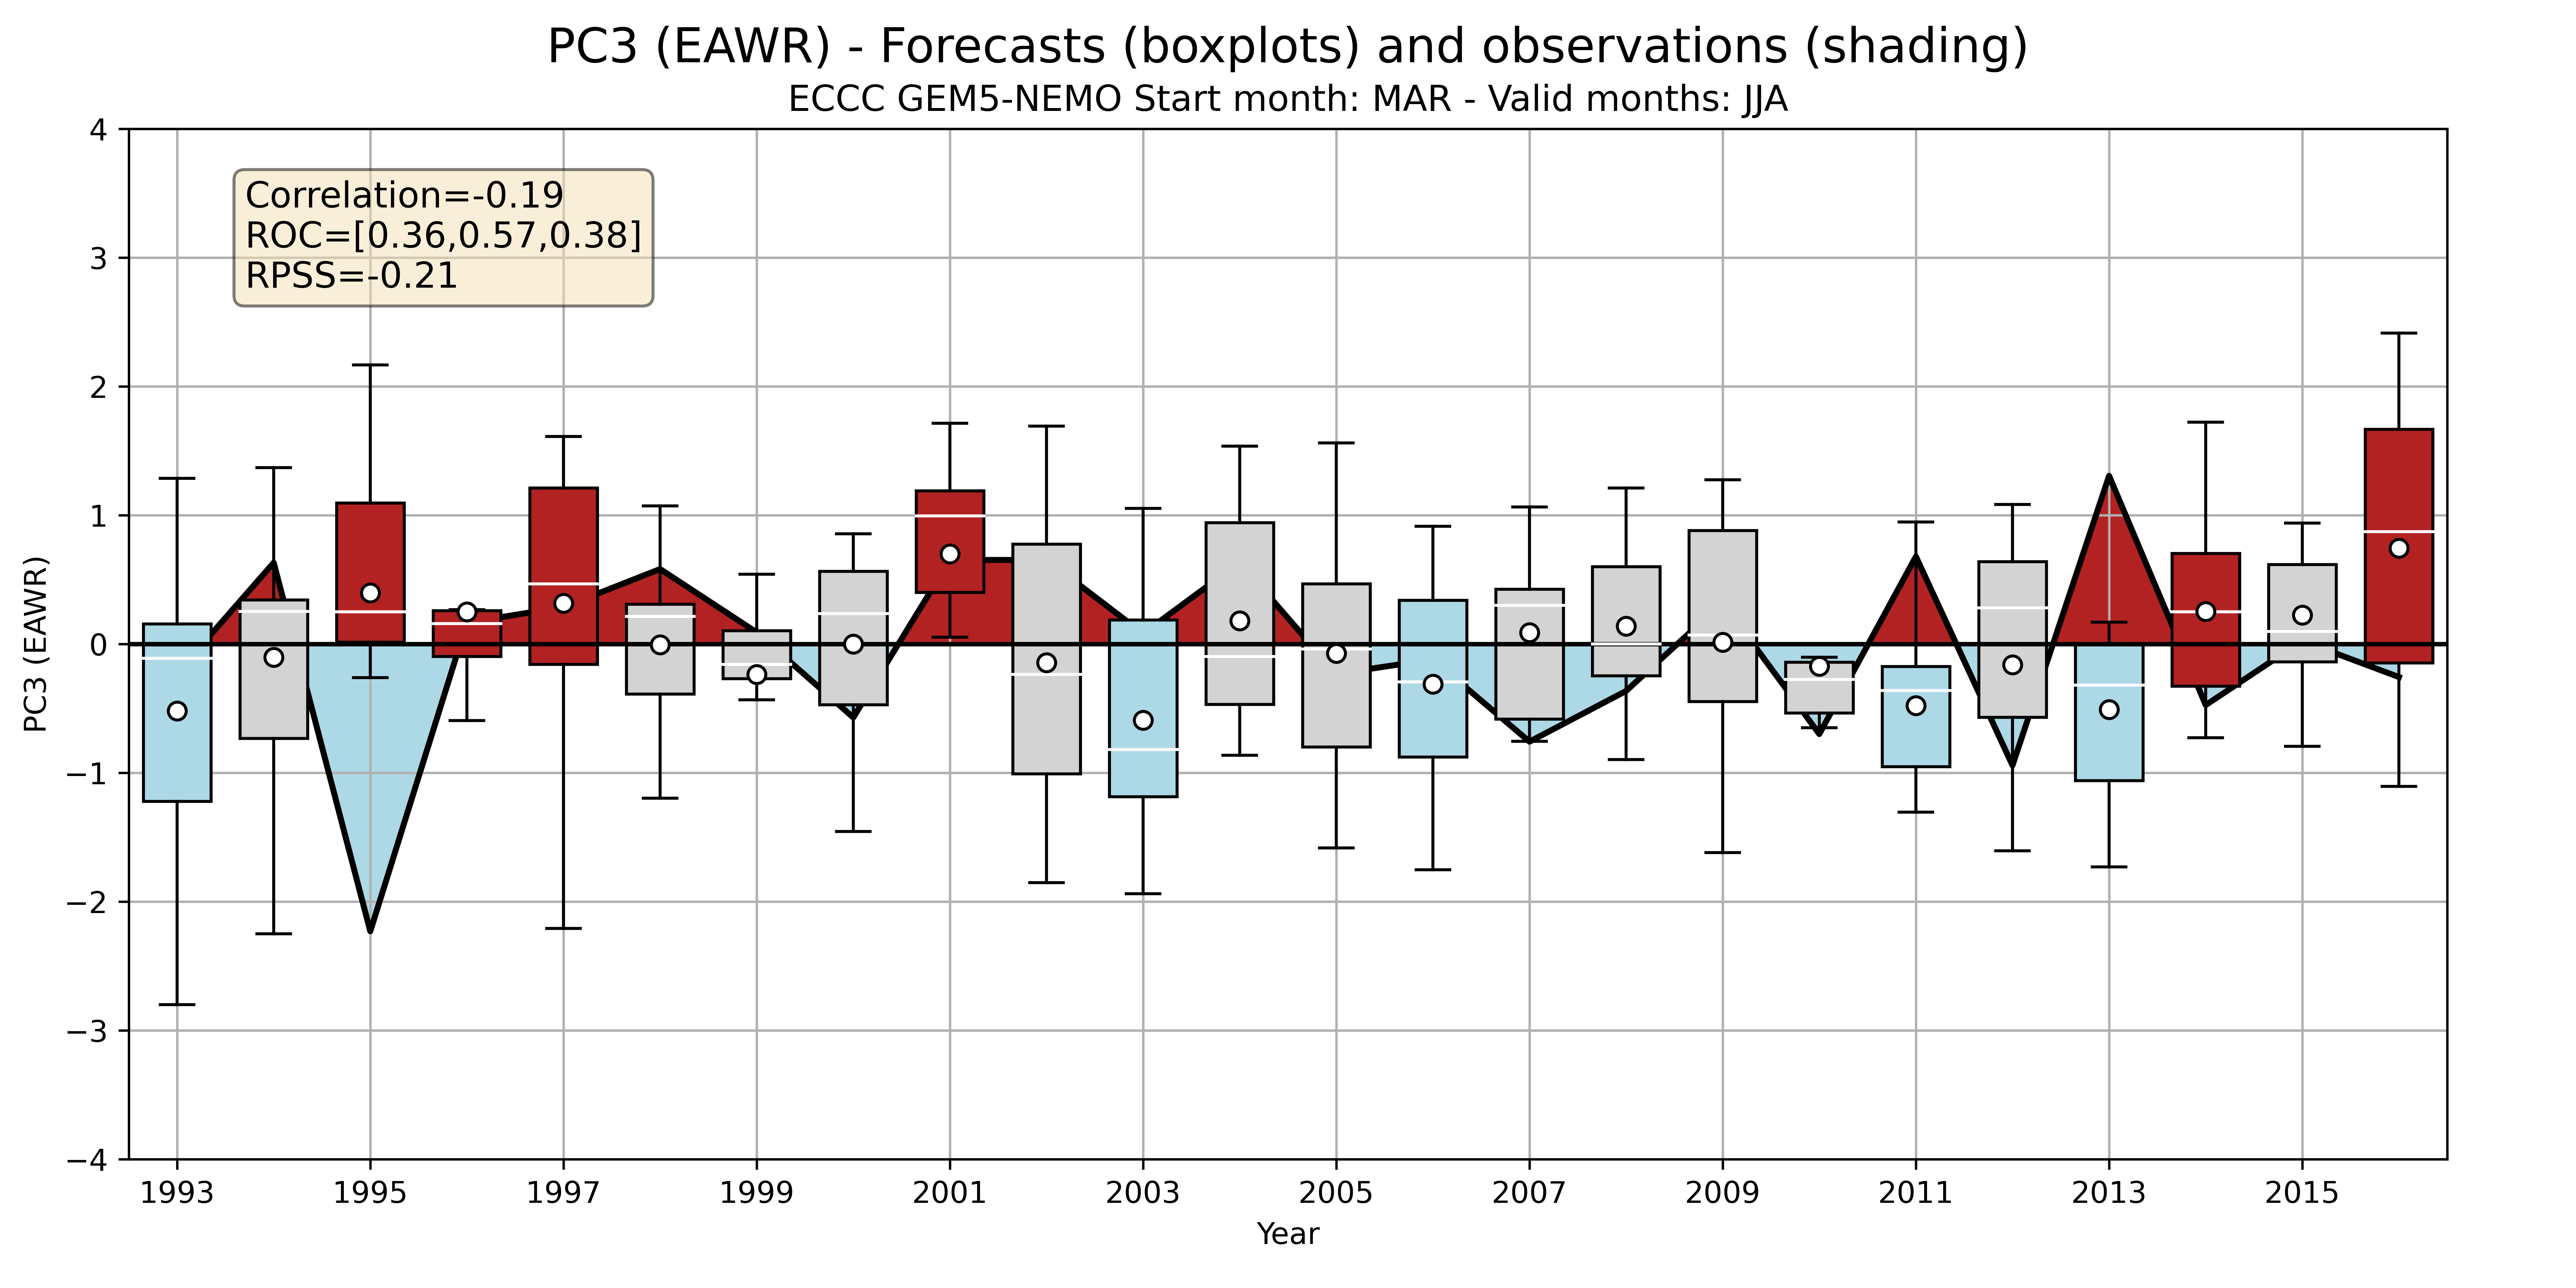 PC3 (EAWR) - Forecasts (boxplots) and observations (shading)
ECCC GEM5-NEMO Start month: MAR - Valid months: JJA
Correlation=-0.19
ROC=[0.36,0.57,0.38]
RPSS=-0.21
PC3 (EAWR)
4
3
2
1
0
−1
−2
−3
−4
1993 1995 1997 1999 2001 2003 2005 2007 2009 2011 2013 2015
Year